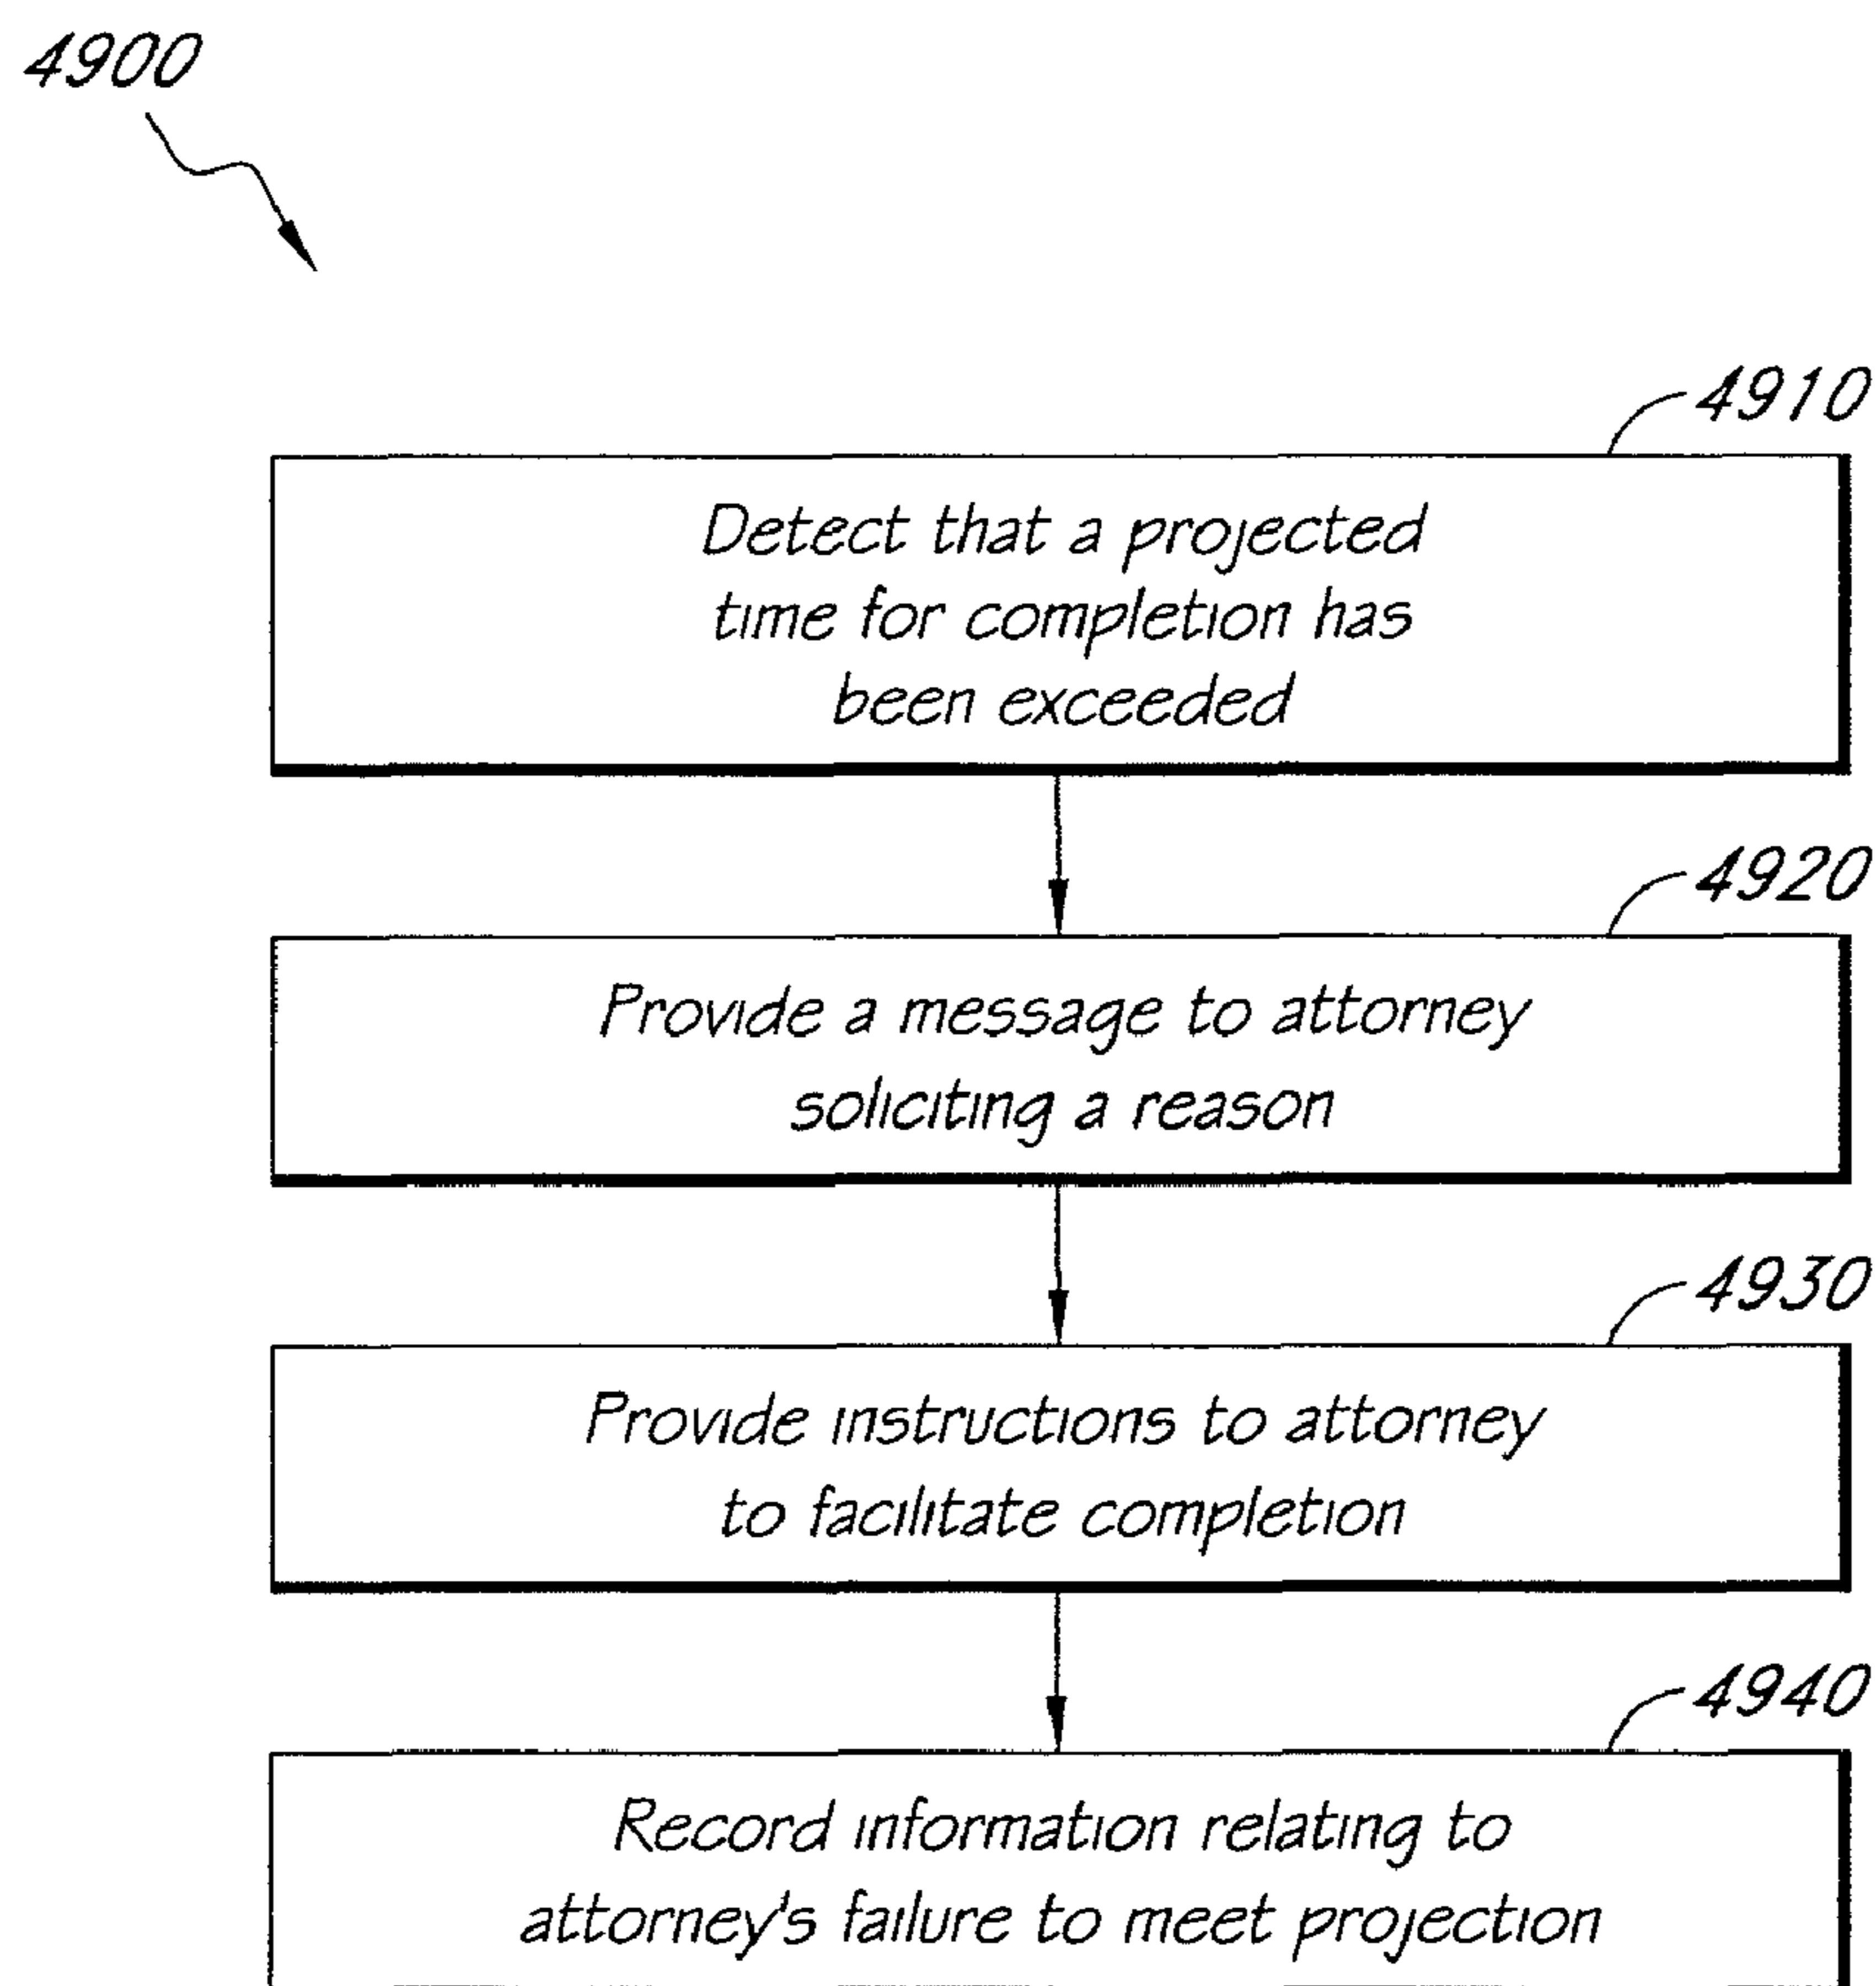 4900
4910
Detect that a projected
time for completion has
been exceeded
4920
Provide a message to attorney
soliciting a reason
4930
Provide instructions to attorney
to facilitate completion
4940
Record information relating to
attorney's failure to meet projection